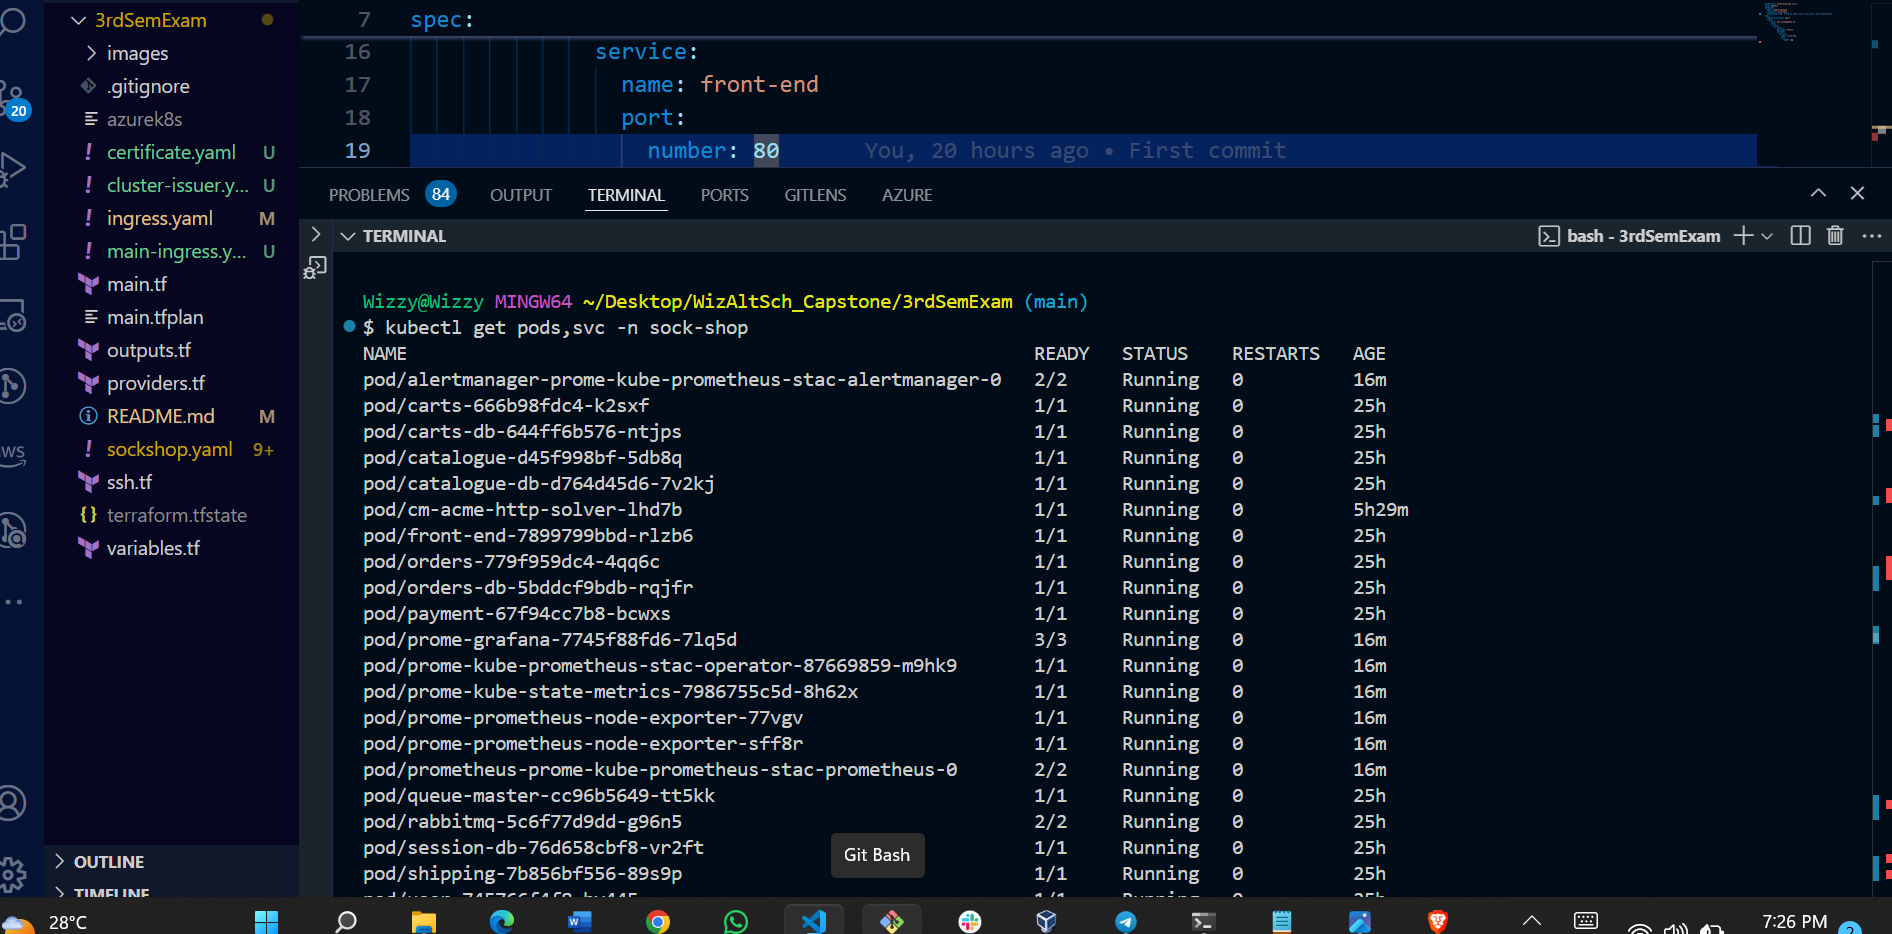 3rdSemExam
images
.gitignore
azurek8s
certificate.yaml U
cluster-issuer.y... U
ingress.yaml M
main-ingress.y... U
main.tf
main.tfplan
outputs.tf
providers.tf
README.md M
sockshop.yaml 9+
ssh.tf
terraform.tfstate
variables.tf
OUTLINE
TIMELINE
20
7 spec:
16 service:
17 name: front-end
18 port:
19 number: 80 You, 20 hours ago • First commit
PROBLEMS 84 OUTPUT TERMINAL PORTS GITLENS AZURE
TERMINAL bash - 3rdSemExam
Wizzy@Wizzy MINGW64 ~/Desktop/WizAltSch_Capstone/3rdSemExam (main)
$ kubectl get pods,svc -n sock-shop
NAME READY STATUS RESTARTS AGE
pod/alertmanager-prome-kube-prometheus-stac-alertmanager-0 2/2 Running 0 16m
pod/carts-666b98fdc4-k2sxf 1/1 Running 0 25h
pod/carts-db-644ff6b576-ntjps 1/1 Running 0 25h
pod/catalogue-d45f998bf-5db8q 1/1 Running 0 25h
pod/catalogue-db-d764d45d6-7v2kj 1/1 Running 0 25h
pod/cm-acme-http-solver-lhd7b 1/1 Running 0 5h29m
pod/front-end-7899799bbd-rlzb6 1/1 Running 0 25h
pod/orders-779f959dc4-4qq6c 1/1 Running 0 25h
pod/orders-db-5bddcf9bdb-rqjfr 1/1 Running 0 25h
pod/payment-67f94cc7b8-bcwxs 1/1 Running 0 25h
pod/prome-grafana-7745f88fd6-7lq5d 3/3 Running 0 16m
pod/prome-kube-prometheus-stac-operator-87669859-m9hk9 1/1 Running 0 16m
pod/prome-kube-state-metrics-7986755c5d-8h62x 1/1 Running 0 16m
pod/prome-prometheus-node-exporter-77vgv 1/1 Running 0 16m
pod/prome-prometheus-node-exporter-sff8r 1/1 Running 0 16m
pod/prometheus-prome-kube-prometheus-stac-prometheus-0 2/2 Running 0 16m
pod/queue-master-cc96b5649-tt5kk 1/1 Running 0 25h
pod/rabbitmq-5c6f77d9dd-g96n5 2/2 Running 0 25h
pod/session-db-76d658cbf8-vr2ft 1/1 Running 0 25h
pod/shipping-7b856bf556-89s9p 1/1 Running 0 25h
Git Bash
28°C
7:26 PM